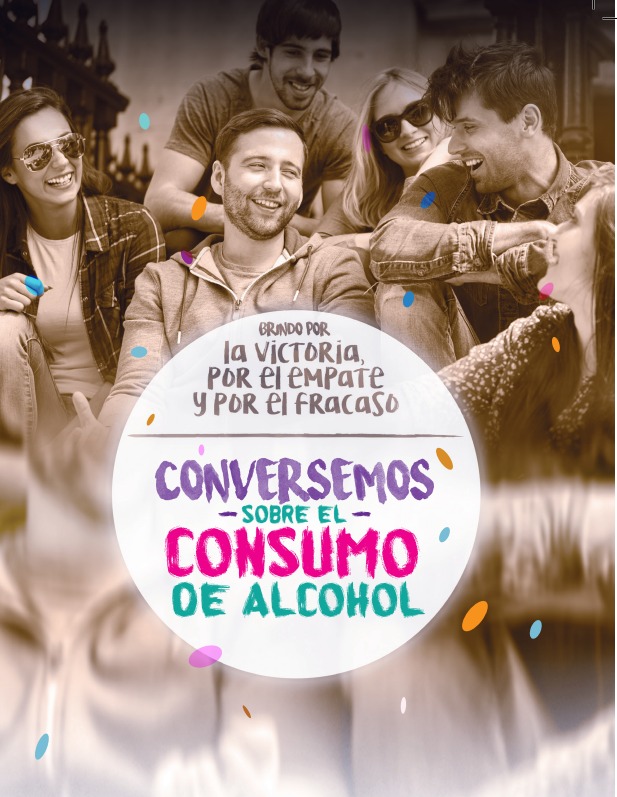 BRINDO POR
la VICTORIA,
POR El EMPATE
y POR El FRACASO
CONVERSEMOS
- SOBRE EL -
CONSUMO
DE ALCOHOL